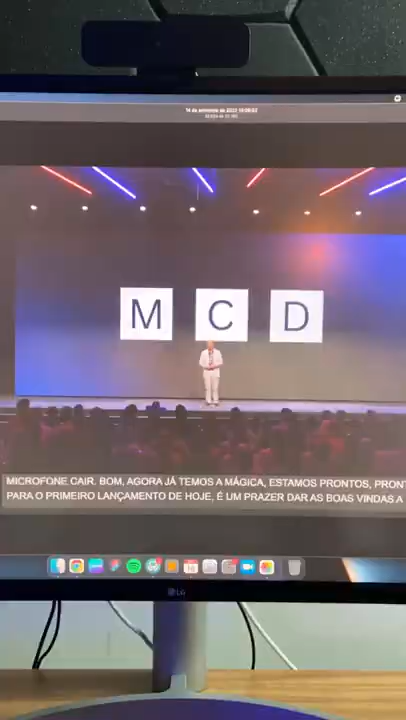 M C D
MICROFONE CAIR. BOM, AGORA JÁ TEMOS A MÁGICA, ESTAMOS PRONTOS, PRONT
PARA O PRIMEIRO LANÇAMENTO DE HOJE, É UM PRAZER DAR AS BOAS VINDAS A
LG